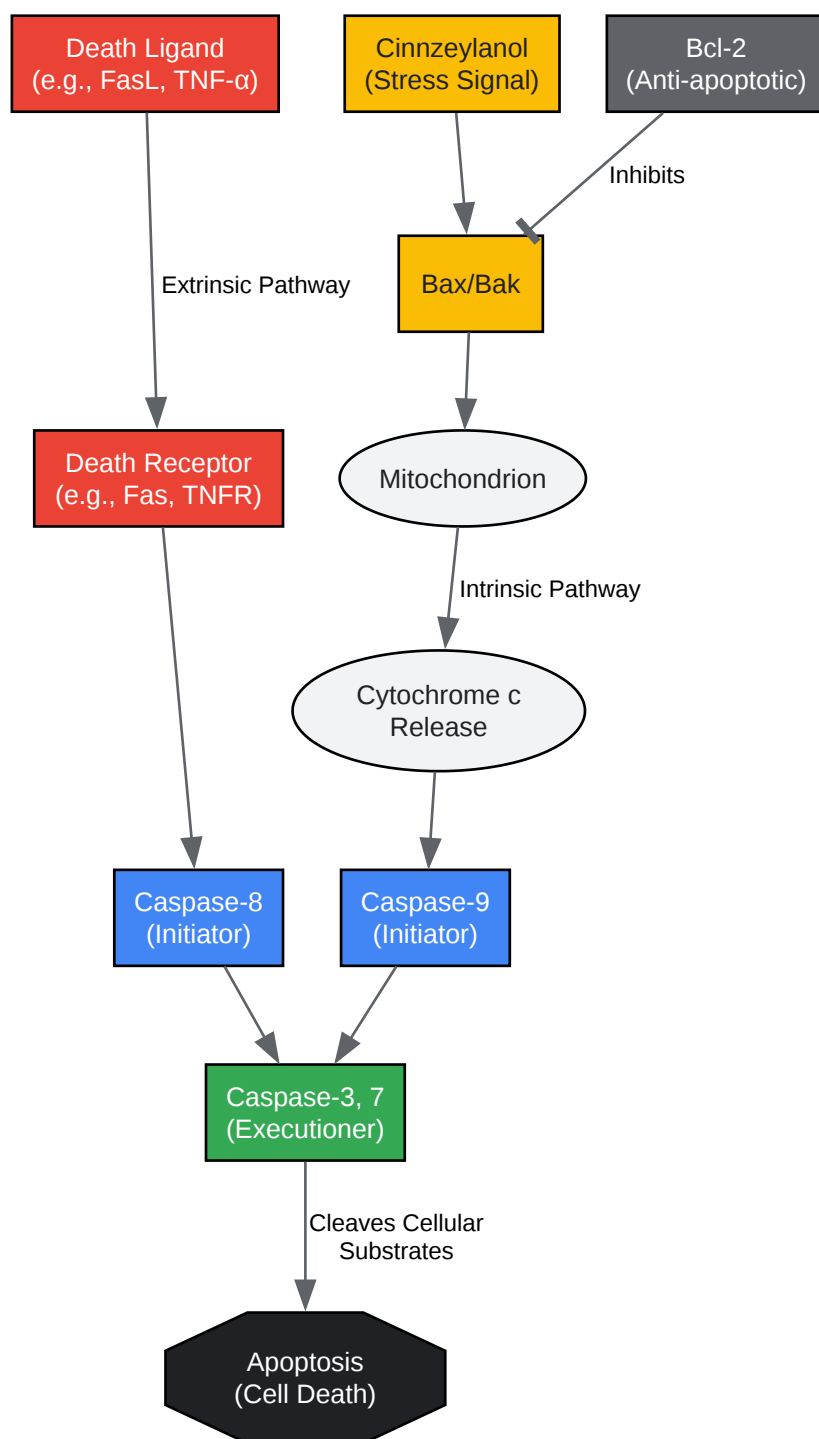 Death Ligand
(e.g., FasL, TNF-α)
Cinnzeylanol
(Stress Signal)
Bcl-2
(Anti-apoptotic)
Inhibits
Extrinsic Pathway
Bax/Bak
Death Receptor
(e.g., Fas, TNFR)
Mitochondrion
Intrinsic Pathway
Cytochrome c
Release
Caspase-8
(Initiator)
Caspase-9
(Initiator)
Caspase-3, 7
(Executioner)
Cleaves Cellular
Substrates
Apoptosis
(Cell Death)